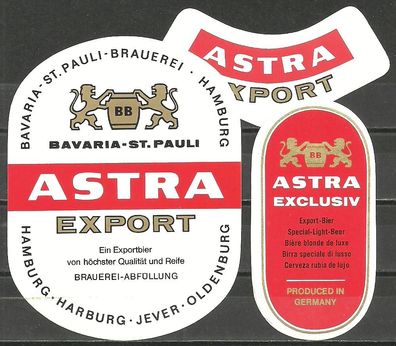 BAVARIA-ST. PAULI-BRAUEREI · HAMBURG
BB
BAVARIA-ST. PAULI
ASTRA
EXPORT
Ein Exportbier
von höchster Qualität und Reife
BRAUEREI-ABFÜLLUNG
HAMBURG·HARBURG·JEVER·OLDENBURG
ASTRA
XPORT
BB
ASTRA
EXCLUSIV
Export-Bier
Special-Light-Beer
Bière blonde de luxe
Birra speciale di lusso
Cerveza rubia de lujo
PRODUCED IN
GERMANY